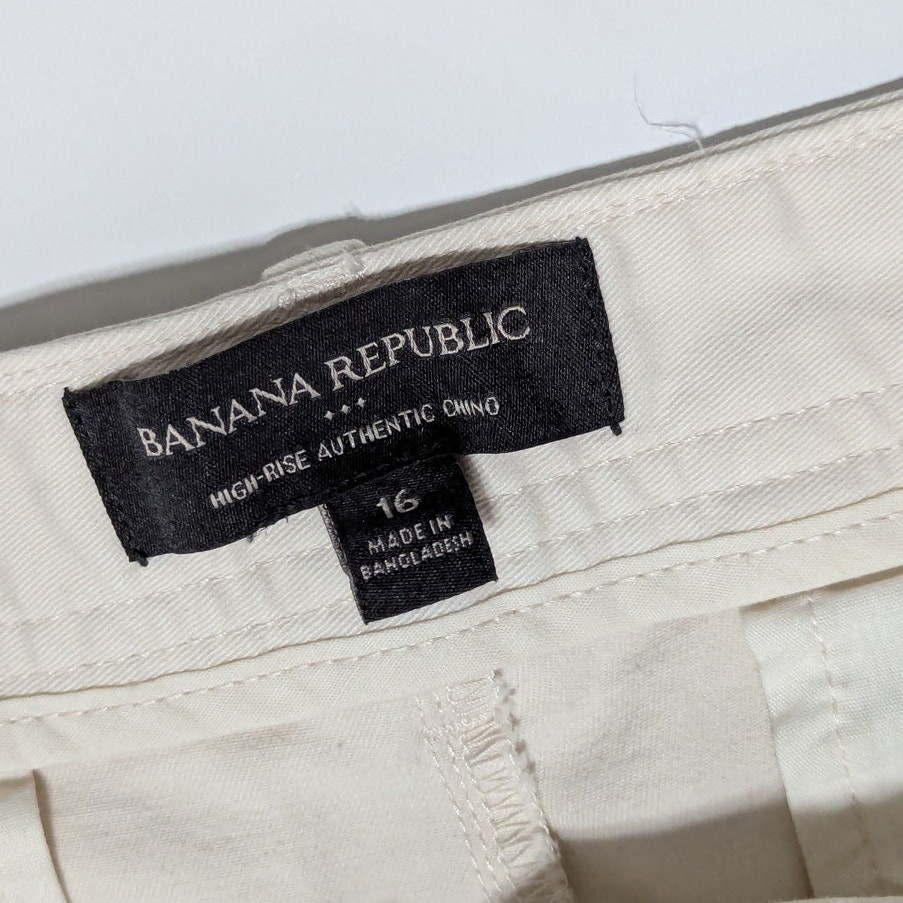 BANANA REPUBLIC
HIGH-RISE AUTHENTIC CHINO
16
MADE IN
BANGLADESH